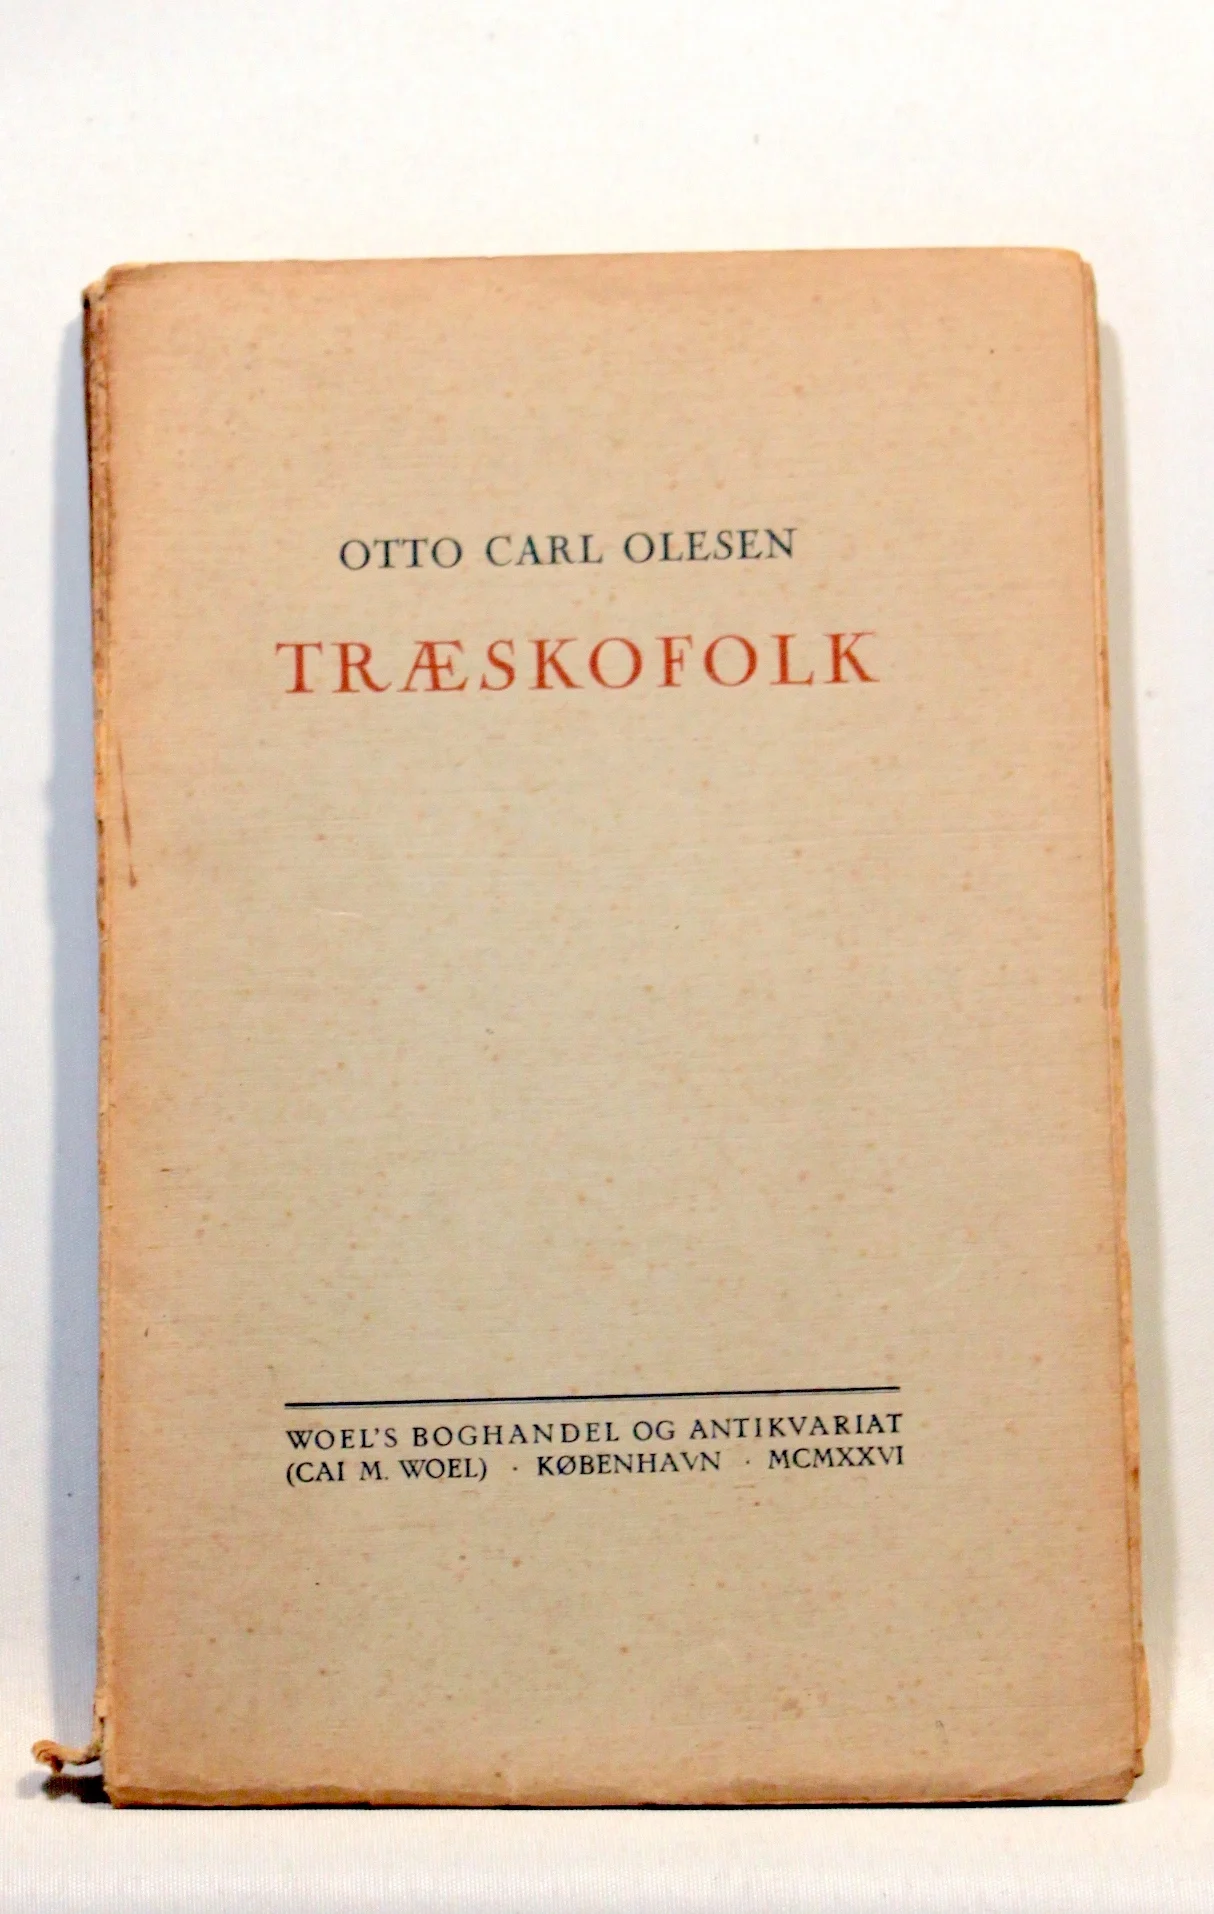 OTTO CARL OLESEN
TRÆSKOFOLK
WOEL'S BOGHANDEL OG ANTIKVARIAT
(CAI M. WOEL) · KØBENHAVN · MCMXXVI